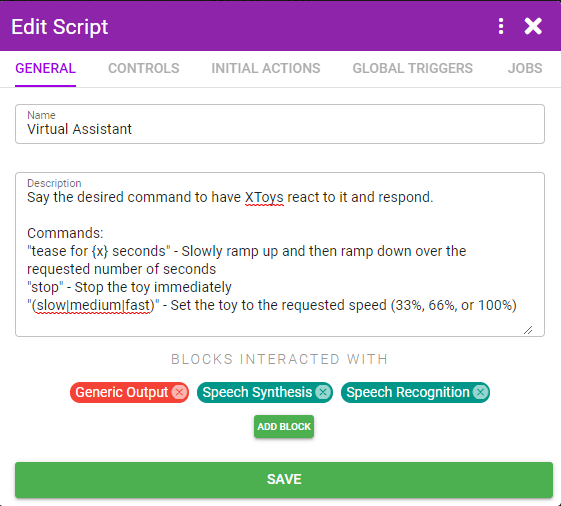 Edit Script
GENERAL CONTROLS INITIAL ACTIONS GLOBAL TRIGGERS JOBS
Name
Virtual Assistant
Description
Say the desired command to have XToys react to it and respond.
Commands:
"tease for {x} seconds" - Slowly ramp up and then ramp down over the
requested number of seconds
"stop" - Stop the toy immediately
"(slow|medium|fast)" - Set the toy to the requested speed (33%, 66%, or 100%)
BLOCKS INTERACTED WITH
Generic Output Speech Synthesis Speech Recognition
ADD BLOCK
SAVE